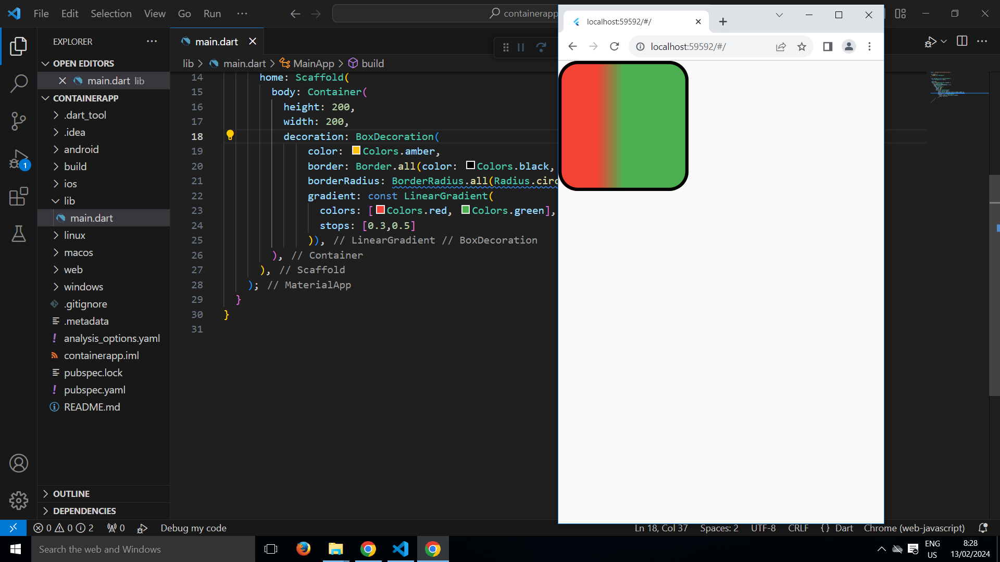 File Edit Selection View Go Run ···
containerapp
localhost:59592/#/
EXPLORER
main.dart
localhost:59592/#/
OPEN EDITORS
main.dart lib
CONTAINERAPP
.dart_tool
.idea
android
build
ios
lib
main.dart
linux
macos
web
windows
.gitignore
.metadata
analysis_options.yaml
containerapp.iml
pubspec.lock
pubspec.yaml
README.md
OUTLINE
DEPENDENCIES
1
lib > main.dart > MainApp > build
14 home: Scaffold(
15 body: Container(
16 height: 200,
17 width: 200,
18 decoration: BoxDecoration(
19 color: Colors.amber,
20 border: Border.all(color: Colors.black,
21 borderRadius: BorderRadius.all(Radius.circ
22 gradient: const LinearGradient(
23 colors: [Colors.red, Colors.green],
24 stops: [0.3,0.5]
25 )), // LinearGradient // BoxDecoration
26 ), // Container
27 ), // Scaffold
28 ); // MaterialApp
29 }
30 }
31
0 0 2 0 Debug my code
Ln 18, Col 37 Spaces: 2 UTF-8 CRLF {} Dart Chrome (web-javascript)
Search the web and Windows
ENG
US
8:28
13/02/2024